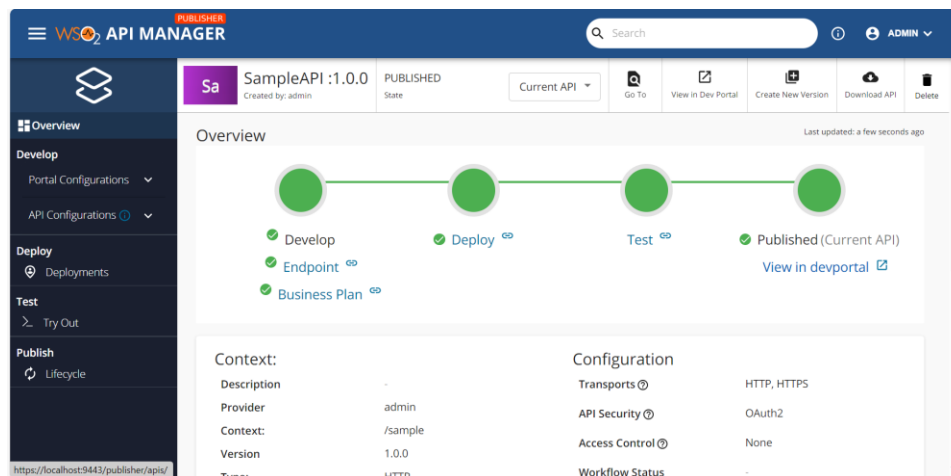 PUBLISHER
WSO2 API MANAGER
Search
ADMIN
Sa
SampleAPI :1.0.0
Created by: admin
PUBLISHED
State
Current API
Go To
View in Dev Portal
Create New Version
Download API
Delete
Overview
Develop
Portal Configurations
API Configurations
Deploy
Deployments
Test
Try Out
Publish
Lifecycle
https://localhost:9443/publisher/apis/
Overview
Last updated: a few seconds ago
Develop
Endpoint
Business Plan
Deploy
Test
Published (Current API)
View in devportal
Context:
Description -
Provider admin
Context: /sample
Version 1.0.0
Type: HTTP
Configuration
Transports HTTP, HTTPS
API Security OAuth2
Access Control None
Workflow Status -